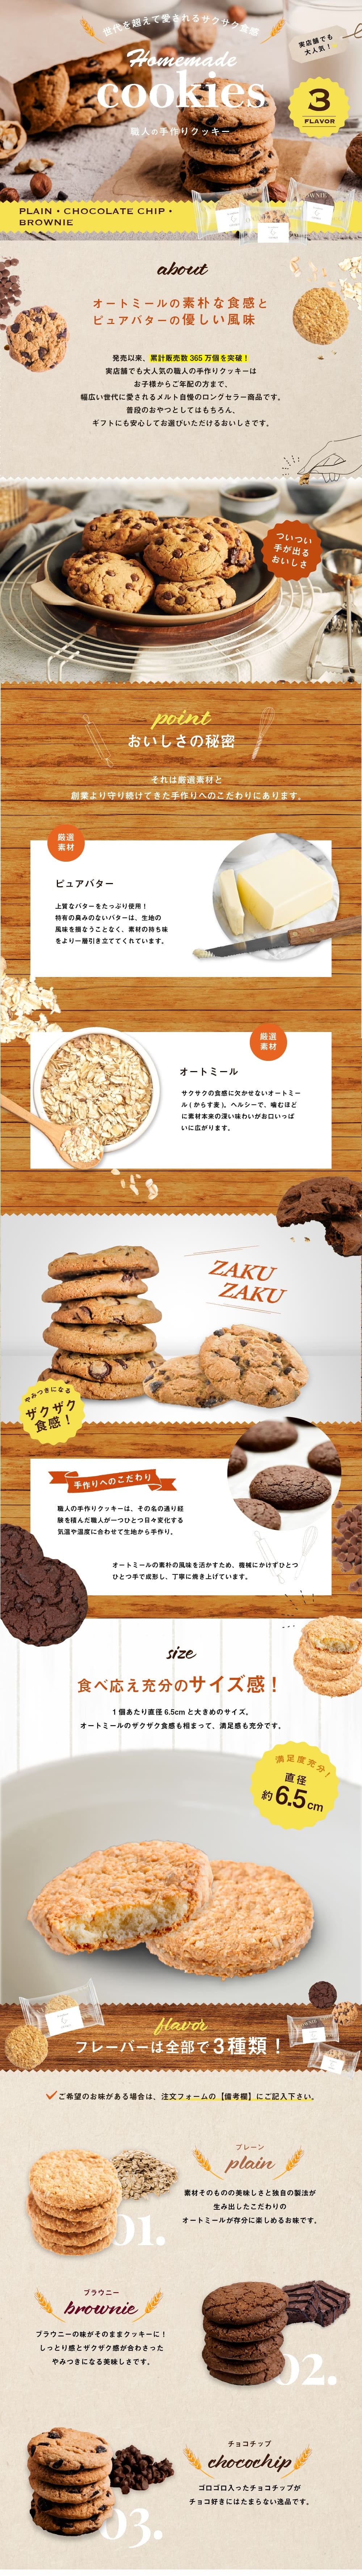 世代を超えて愛されるサクサク食感
実店舗でも
大人気!
Homemade
cookies
職人の手作りクッキー
3
FLAVOR
PLAIN・CHOCOLATE CHIP・
BROWNIE
about
オートミールの素朴な食感と
ピュアバターの優しい風味
発売以来、累計販売数365万個を突破!
実店舗でも大人気の職人の手作りクッキーは
お子様からご年配の方まで、
幅広い世代に愛されるメルト自慢のロングセラー商品です。
普段のおやつとしてはもちろん、
ギフトにも安心してお選びいただけるおいしさです。
ついつい
手が出る
おいしさ
point
おいしさの秘密
それは厳選素材と
創業より守り続けてきた手作りへのこだわりにあります。
厳選
素材
ピュアバター
上質なバターをたっぷり使用!
特有の臭みのないバターは、生地の
風味を損なうことなく、素材の持ち味
をより一層引き立ててくれています。
厳選
素材
オートミール
サクサクの食感に欠かせないオートミー
ル(からす麦)。ヘルシーで、噛むほど
に素材本来の深い味わいがお口いっぱ
いに広がります。
ZAKU
ZAKU
やみつきになる
ザクザク
食感!
手作りへのこだわり
職人の手作りクッキーは、その名の通り経
験を積んだ職人が一つひとつ日々変化する
気温や温度に合わせて生地から手作り。
オートミールの素朴の風味を活かすため、機械にかけずひとつ
ひとつ手で成形し、丁寧に焼き上げています。
size
食べ応え充分のサイズ感!
1個あたり直径6.5cmと大きめのサイズ。
オートミールのザクザク食感も相まって、満足感も充分です。
満足度充分!
直径
約6.5cm
flavor
フレーバーは全部で3種類!
ご希望のお味がある場合は、注文フォームの【備考欄】にご記入下さい。
プレーン
plain
素材そのものの美味しさと独自の製法が
生み出したこだわりの
オートミールが存分に楽しめるお味です。
01.
ブラウニー
brownie
ブラウニーの味がそのままクッキーに!
しっとり感とザクザク感が合わさった
やみつきになる美味しさです。
02.
チョコチップ
chocochip
ゴロゴロ入ったチョコチップが
チョコ好きにはたまらない逸品です。
03.